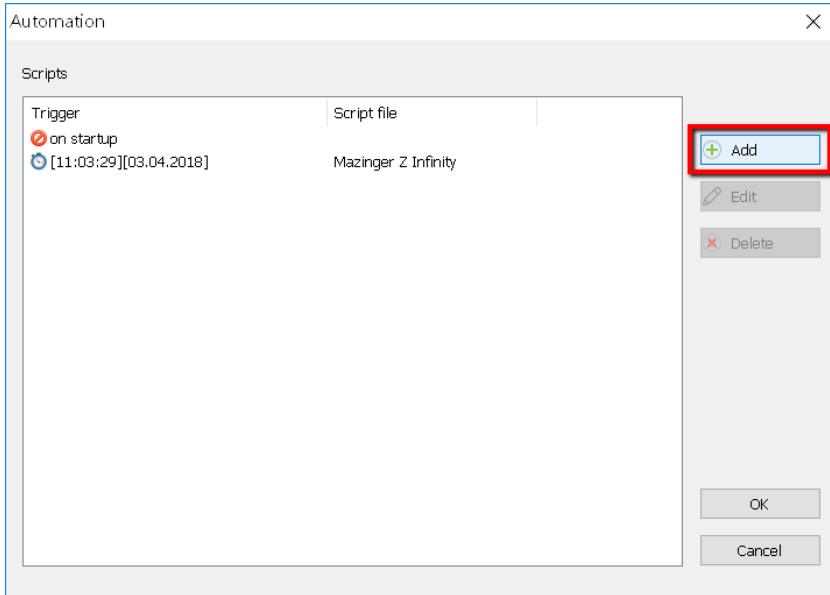 Automation
Scripts
Trigger Script file
on startup
[11:03:29][03.04.2018] Mazinger Z Infinity
Add
Edit
Delete
OK
Cancel